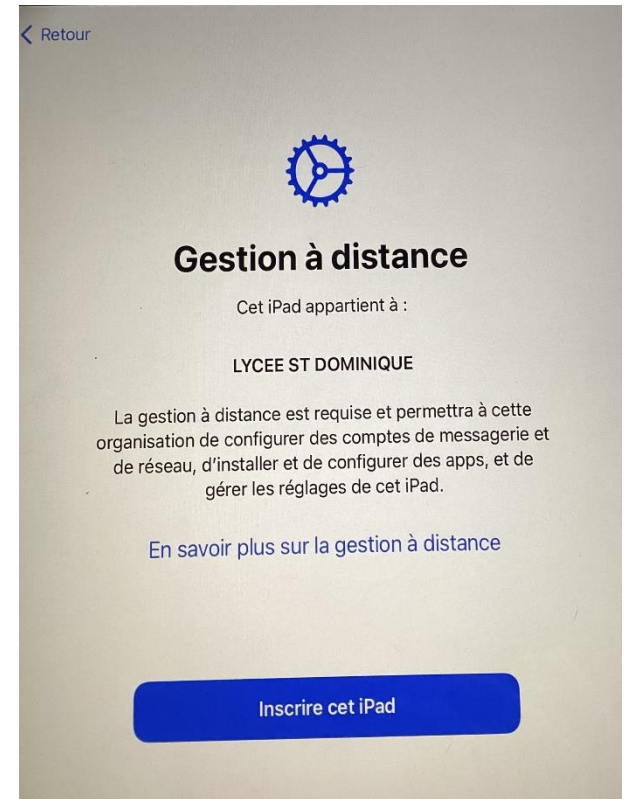 Retour
Gestion à distance
Cet iPad appartient à :
LYCEE ST DOMINIQUE
La gestion à distance est requise et permettra à cette
organisation de configurer des comptes de messagerie et
de réseau, d’installer et de configurer des apps, et de
gérer les réglages de cet iPad.
En savoir plus sur la gestion à distance
Inscrire cet iPad